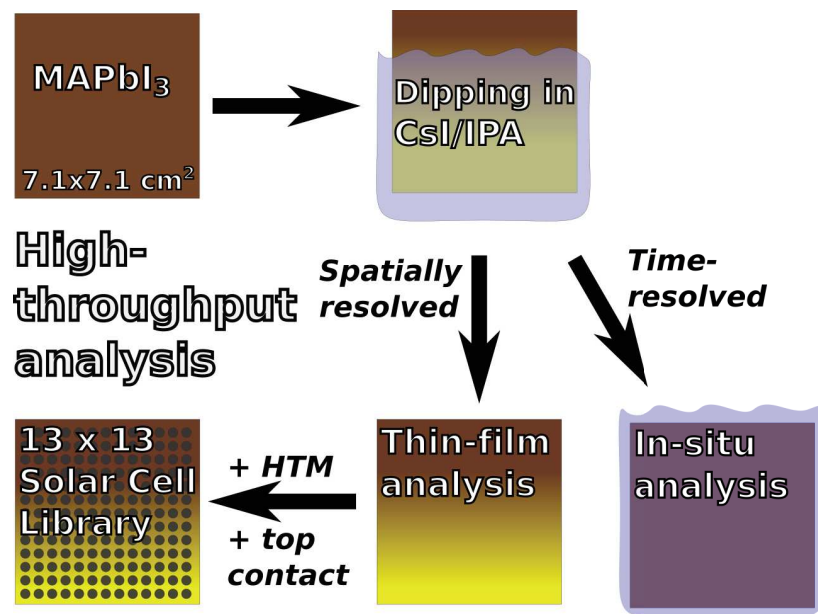 MAPbI₃
7.1x7.1 cm²
Dipping in
CsI/IPA
High-
throughput
analysis
Spatially
resolved
Time-
resolved
13 x 13
Solar Cell
Library
+ HTM
+ top
contact
Thin-film
analysis
In-situ
analysis